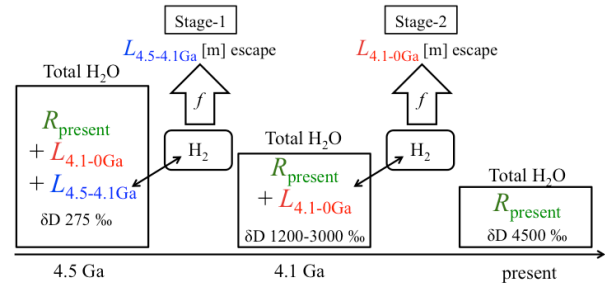 Stage-1
L4.5-4.1Ga [m] escape
f
Total H2O
Rpresent
+ L4.1-0Ga
+ L4.5-4.1Ga
δD 275 ‰
H2
4.5 Ga
Stage-2
L4.1-0Ga [m] escape
f
Total H2O
Rpresent
+ L4.1-0Ga
δD 1200-3000 ‰
H2
4.1 Ga
Total H2O
Rpresent
δD 4500 ‰
present